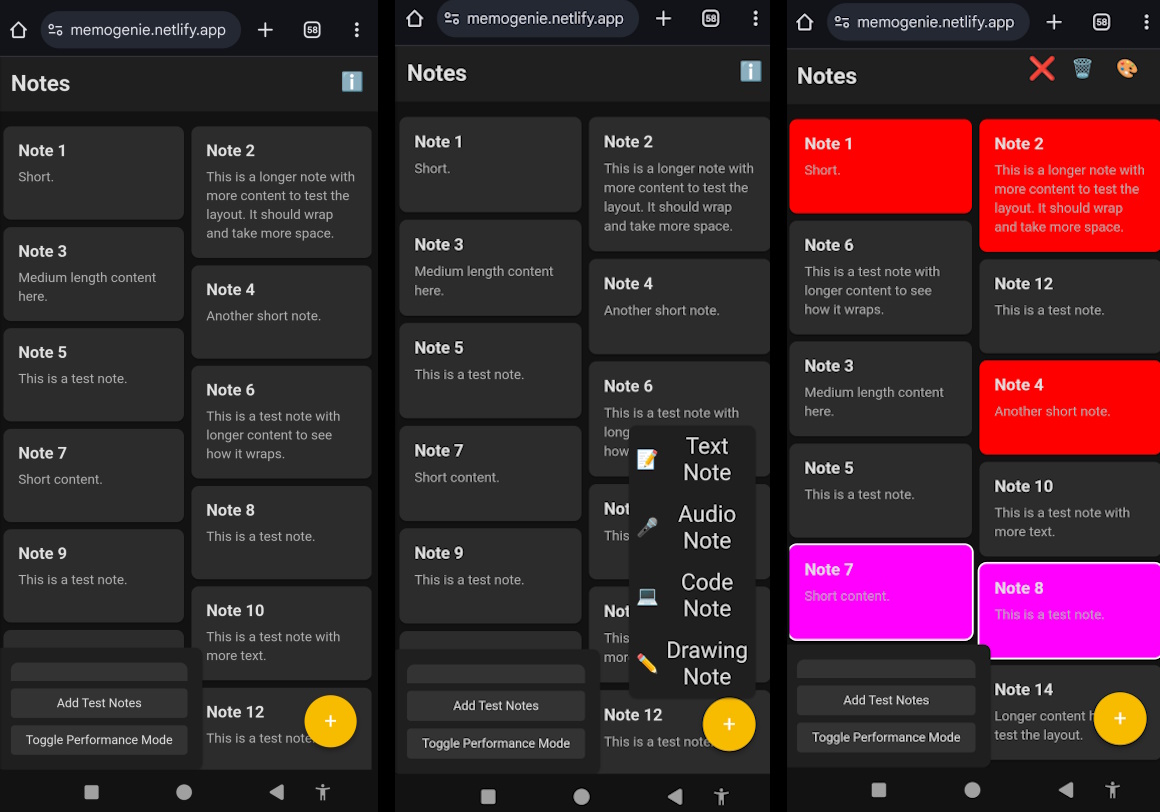 memogenie.netlify.app
58
Notes
Note 1
Short.
Note 2
This is a longer note with
more content to test the
layout. It should wrap
and take more space.
Note 3
Medium length content
here.
Note 4
Another short note.
Note 5
This is a test note.
Note 6
This is a test note with
longer content to see
how it wraps.
Note 7
Short content.
Note 8
This is a test note.
Note 9
This is a test note.
Note 10
This is a test note with
more text.
Add Test Notes
Toggle Performance Mode
Note 12
This is a test note.
+
memogenie.netlify.app
58
Notes
Note 1
Short.
Note 2
This is a longer note with
more content to test the
layout. It should wrap
and take more space.
Note 3
Medium length content
here.
Note 4
Another short note.
Note 5
This is a test note.
Note 6
This is a test note with
long
how
Note 7
Short content.
Not
This
Note 9
This is a test note.
Not
This
mor
Text
Note
Audio
Note
Code
Note
Drawing
Note
Add Test Notes
Toggle Performance Mode
Note 12
This is a test note.
+
memogenie.netlify.app
58
Notes
Note 1
Short.
Note 2
This is a longer note with
more content to test the
layout. It should wrap
and take more space.
Note 6
This is a test note with
longer content to see
how it wraps.
Note 12
This is a test note.
Note 3
Medium length content
here.
Note 4
Another short note.
Note 5
This is a test note.
Note 10
This is a test note with
more text.
Note 7
Short content.
Note 8
This is a test note.
Add Test Notes
Toggle Performance Mode
Note 14
Longer content
test the layout.
+